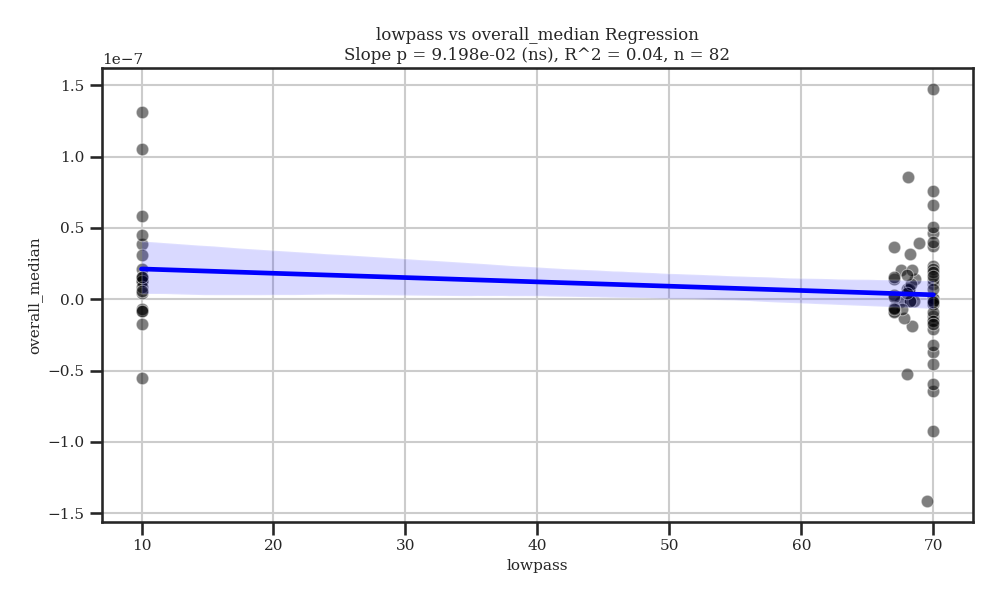 lowpass vs overall_median Regression
Slope p = 9.198e-02 (ns), R^2 = 0.04, n = 82
1e−7
1.5
1.0
0.5
0.0
−0.5
−1.0
−1.5
overall_median
10
20
30
40
50
60
70
lowpass